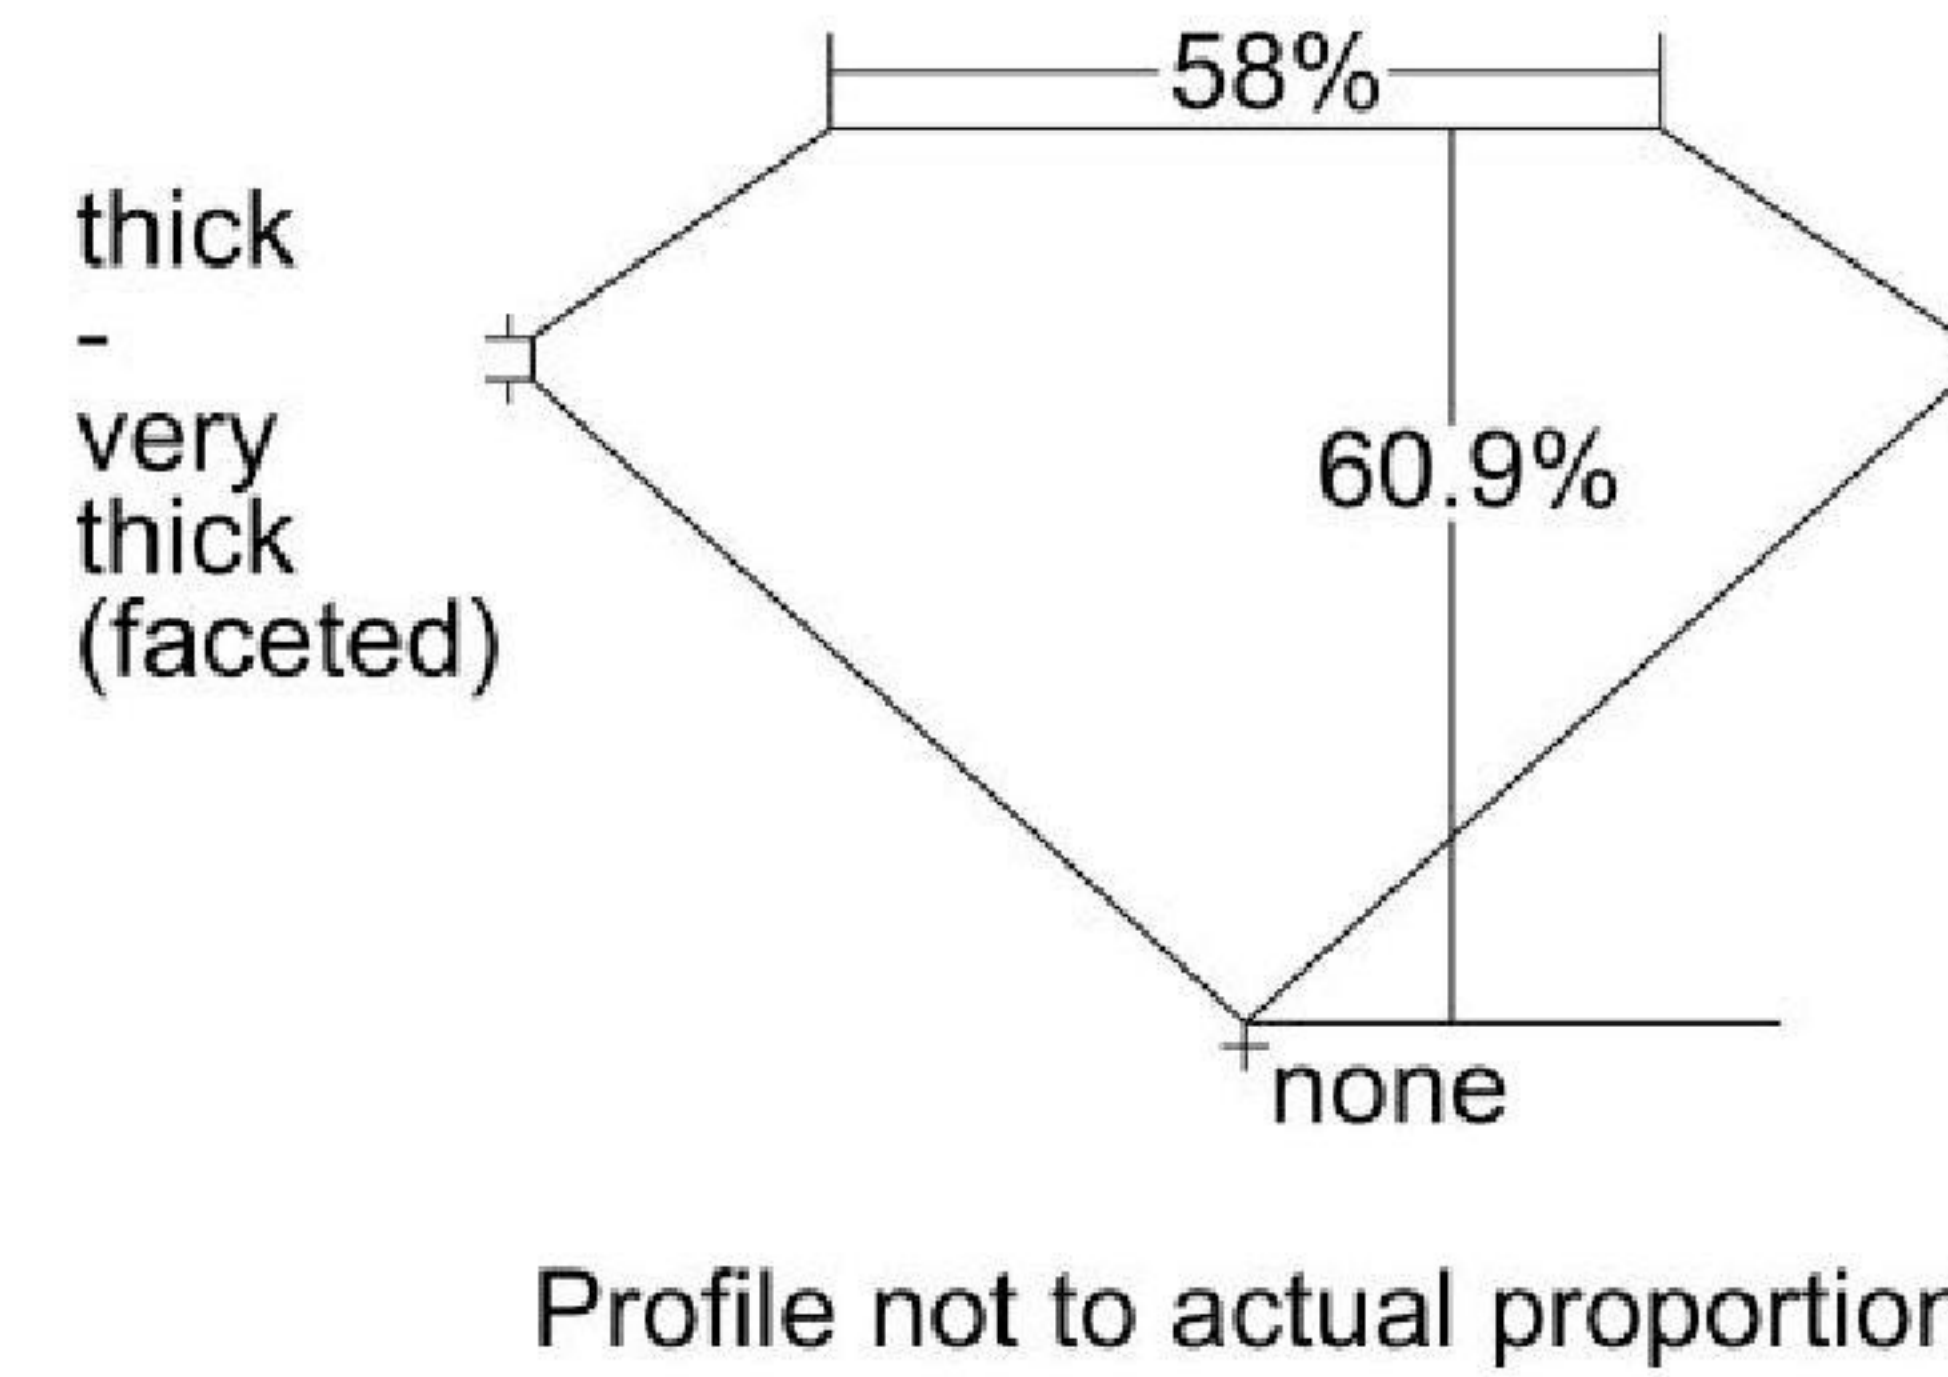 58%
thick
-
very
thick
(faceted)
60.9%
none
Profile not to actual proportion